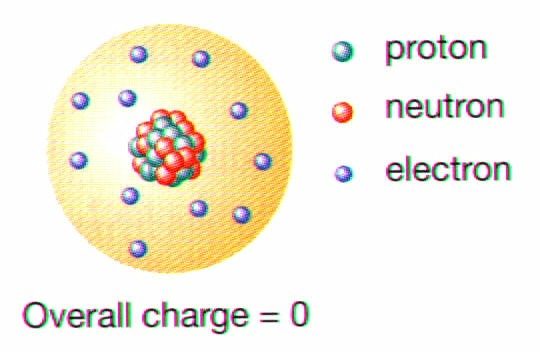 proton
neutron
electron
Overall charge = 0